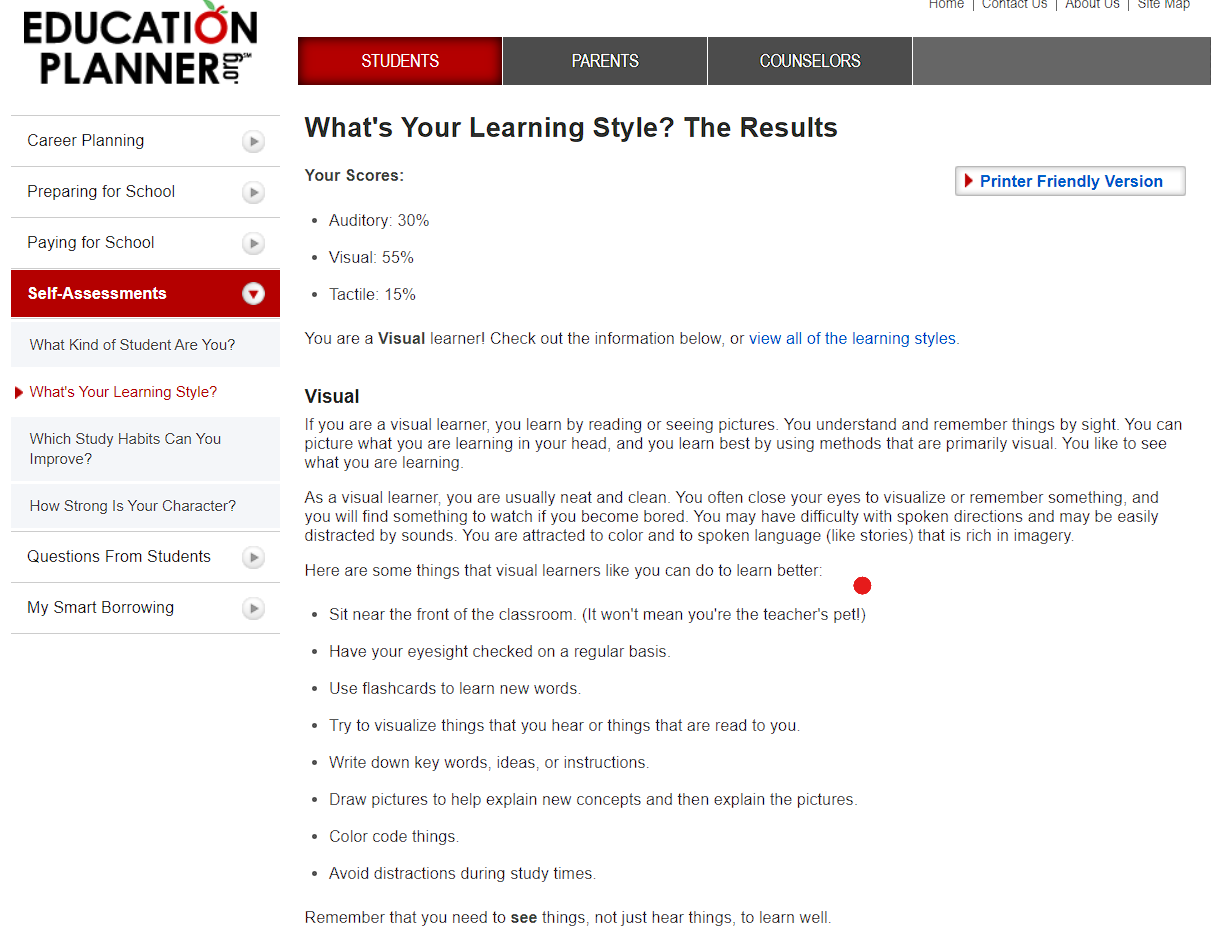 Home | Contact Us | About Us | Site Map
EDUCATION
PLANNER.org℠
STUDENTS
PARENTS
COUNSELORS
Career Planning
Preparing for School
Paying for School
Self-Assessments
What Kind of Student Are You?
What's Your Learning Style?
Which Study Habits Can You
Improve?
How Strong Is Your Character?
Questions From Students
My Smart Borrowing
What's Your Learning Style? The Results
Your Scores:
Printer Friendly Version
• Auditory: 30%
• Visual: 55%
• Tactile: 15%
You are a Visual learner! Check out the information below, or view all of the learning styles.
Visual
If you are a visual learner, you learn by reading or seeing pictures. You understand and remember things by sight. You can
picture what you are learning in your head, and you learn best by using methods that are primarily visual. You like to see
what you are learning.
As a visual learner, you are usually neat and clean. You often close your eyes to visualize or remember something, and
you will find something to watch if you become bored. You may have difficulty with spoken directions and may be easily
distracted by sounds. You are attracted to color and to spoken language (like stories) that is rich in imagery.
Here are some things that visual learners like you can do to learn better:
• Sit near the front of the classroom. (It won't mean you're the teacher's pet!)
• Have your eyesight checked on a regular basis.
• Use flashcards to learn new words.
• Try to visualize things that you hear or things that are read to you.
• Write down key words, ideas, or instructions.
• Draw pictures to help explain new concepts and then explain the pictures.
• Color code things.
• Avoid distractions during study times.
Remember that you need to see things, not just hear things, to learn well.